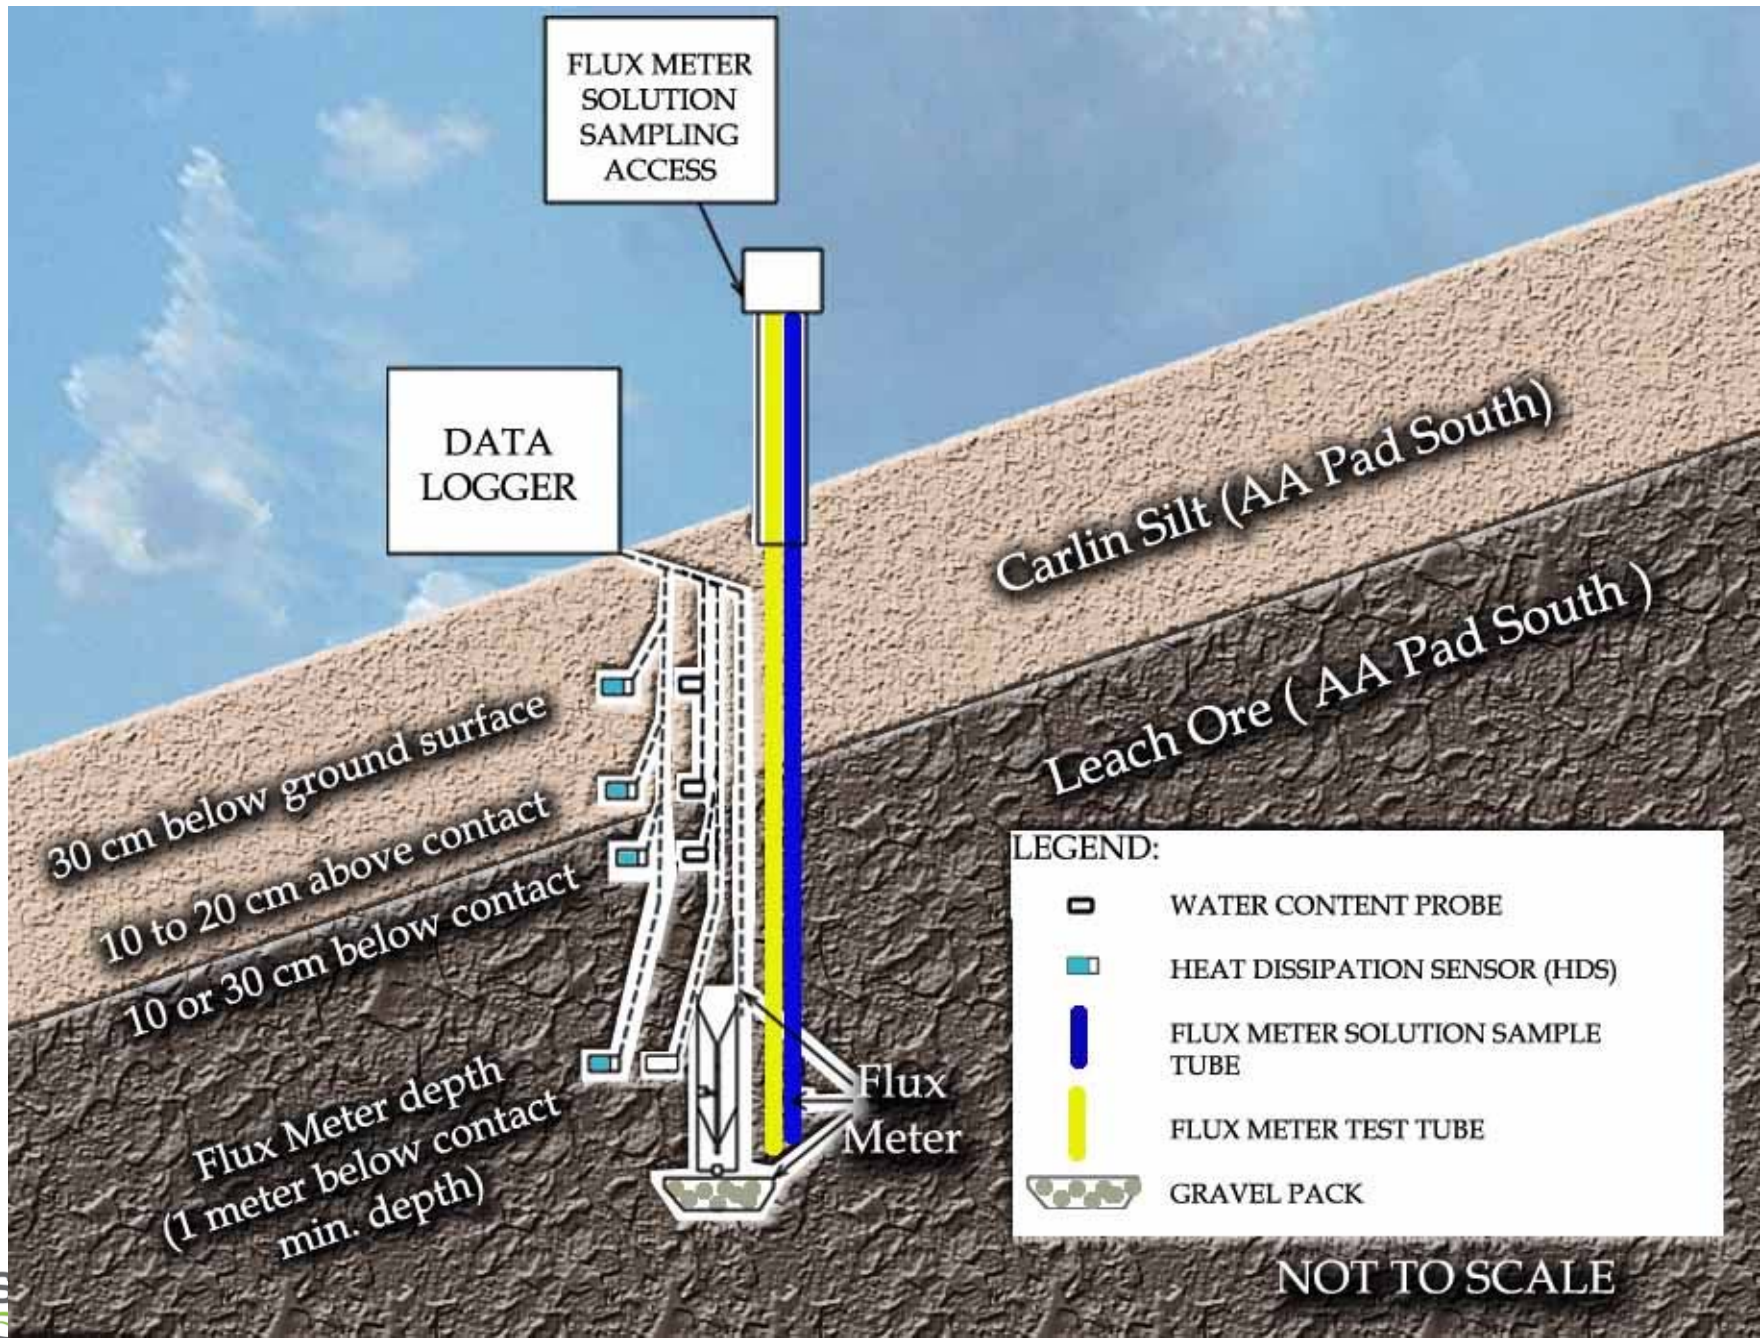 FLUX METER
SOLUTION
SAMPLING
ACCESS
DATA
LOGGER
Carlin Silt (AA Pad South)
Leach Ore ( AA Pad South )
30 cm below ground surface
10 to 20 cm above contact
10 or 30 cm below contact
Flux Meter depth
(1 meter below contact
min. depth)
Flux
Meter
LEGEND:
WATER CONTENT PROBE
HEAT DISSIPATION SENSOR (HDS)
FLUX METER SOLUTION SAMPLE
TUBE
FLUX METER TEST TUBE
GRAVEL PACK
NOT TO SCALE